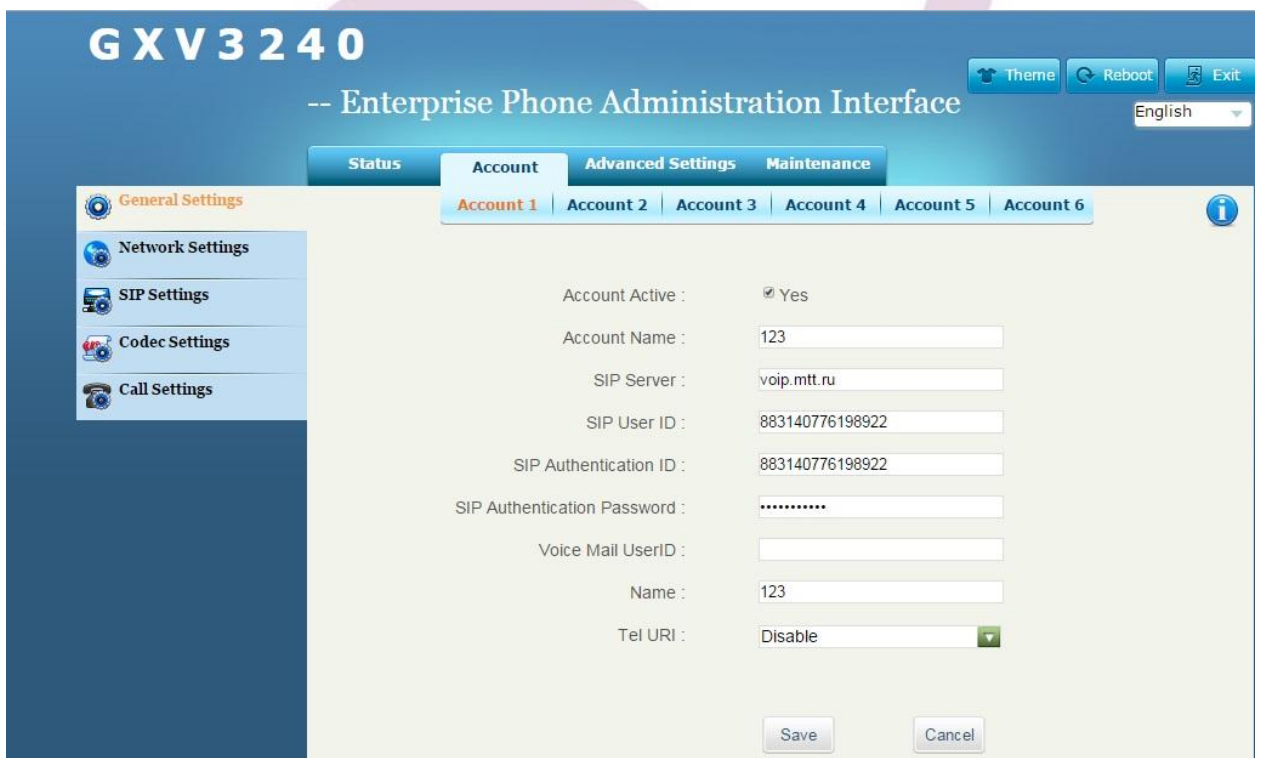 GXV3240
Theme Reboot Exit
-- Enterprise Phone Administration Interface
English
Status Account Advanced Settings Maintenance
General Settings
Account 1 Account 2 Account 3 Account 4 Account 5 Account 6
Network Settings
SIP Settings
Codec Settings
Call Settings
Account Active : Yes
Account Name : 123
SIP Server : voip.mtt.ru
SIP User ID : 883140776198922
SIP Authentication ID : 883140776198922
SIP Authentication Password : •••••••••••
Voice Mail UserID :
Name : 123
Tel URI : Disable
Save Cancel